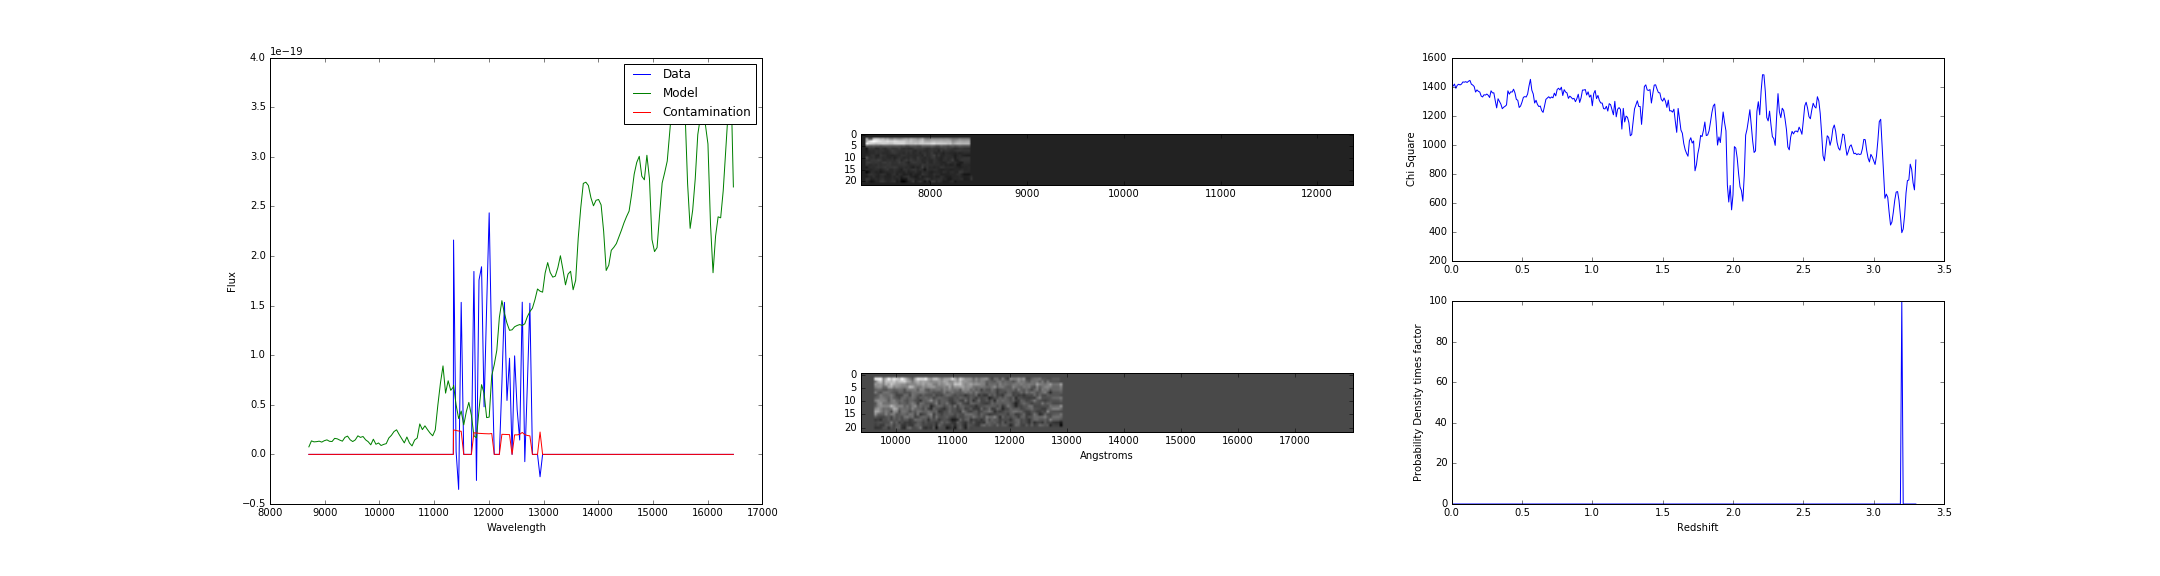 1e−19
4.0
3.5
3.0
2.5
2.0
1.5
1.0
0.5
0.0
−0.5
8000 9000 10000 11000 12000 13000 14000 15000 16000 17000
Flux
Wavelength
Data
Model
Contamination
0
5
10
15
20
8000 9000 10000 11000 12000
0
5
10
15
20
10000 11000 12000 13000 14000 15000 16000 17000
Angstroms
1600
1400
1200
1000
800
600
400
200
0.0 0.5 1.0 1.5 2.0 2.5 3.0 3.5
Chi Square
100
80
60
40
20
0
0.0 0.5 1.0 1.5 2.0 2.5 3.0 3.5
Probability Density times factor
Redshift